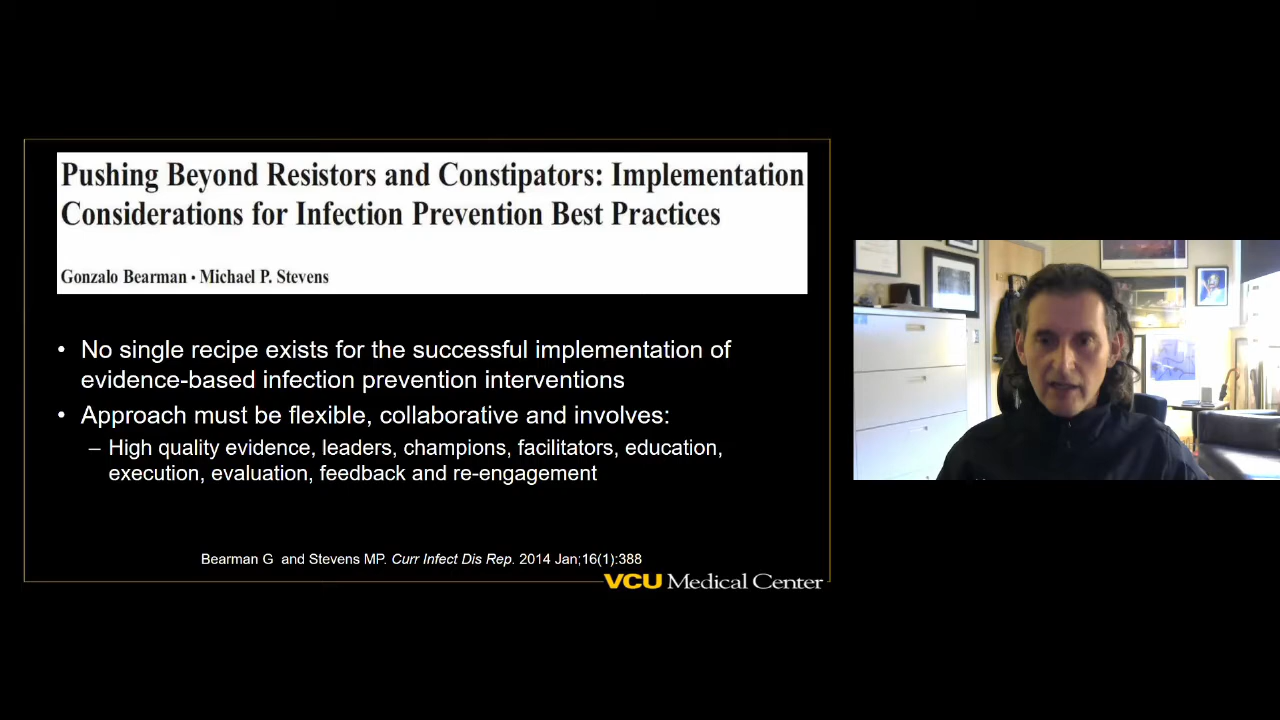 Pushing Beyond Resistors and Constipators: Implementation
Considerations for Infection Prevention Best Practices
Gonzalo Bearman • Michael P. Stevens
• No single recipe exists for the successful implementation of
evidence-based infection prevention interventions
• Approach must be flexible, collaborative and involves:
– High quality evidence, leaders, champions, facilitators, education,
execution, evaluation, feedback and re-engagement
Bearman G and Stevens MP. Curr Infect Dis Rep. 2014 Jan;16(1):388
VCU Medical Center